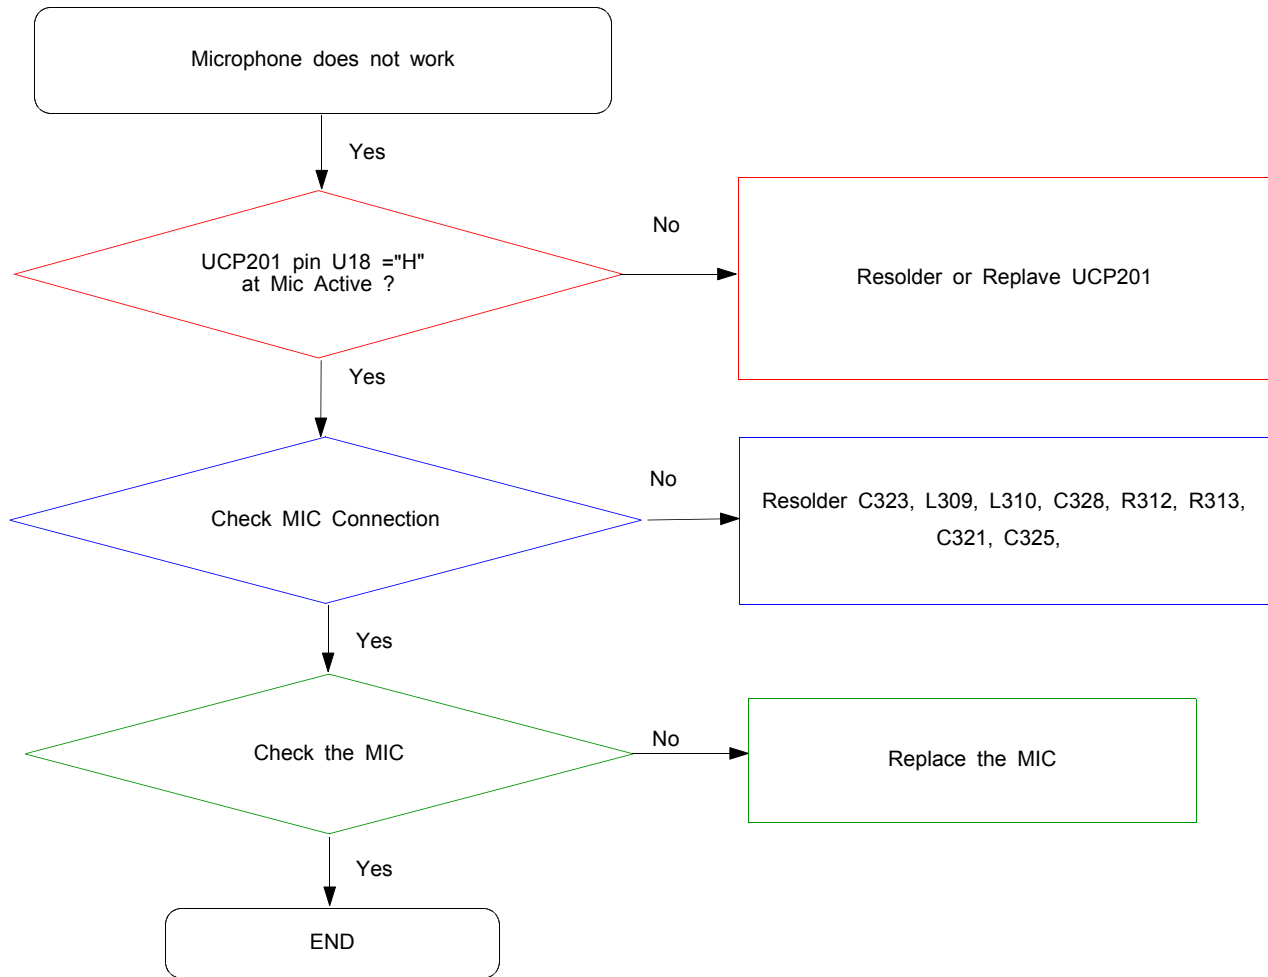 Microphone does not work
Yes
UCP201 pin U18 ="H"
at Mic Active ?
No
Resolder or Replave UCP201
Yes
Check MIC Connection
No
Resolder C323, L309, L310, C328, R312, R313,
C321, C325,
Yes
Check the MIC
No
Replace the MIC
Yes
END